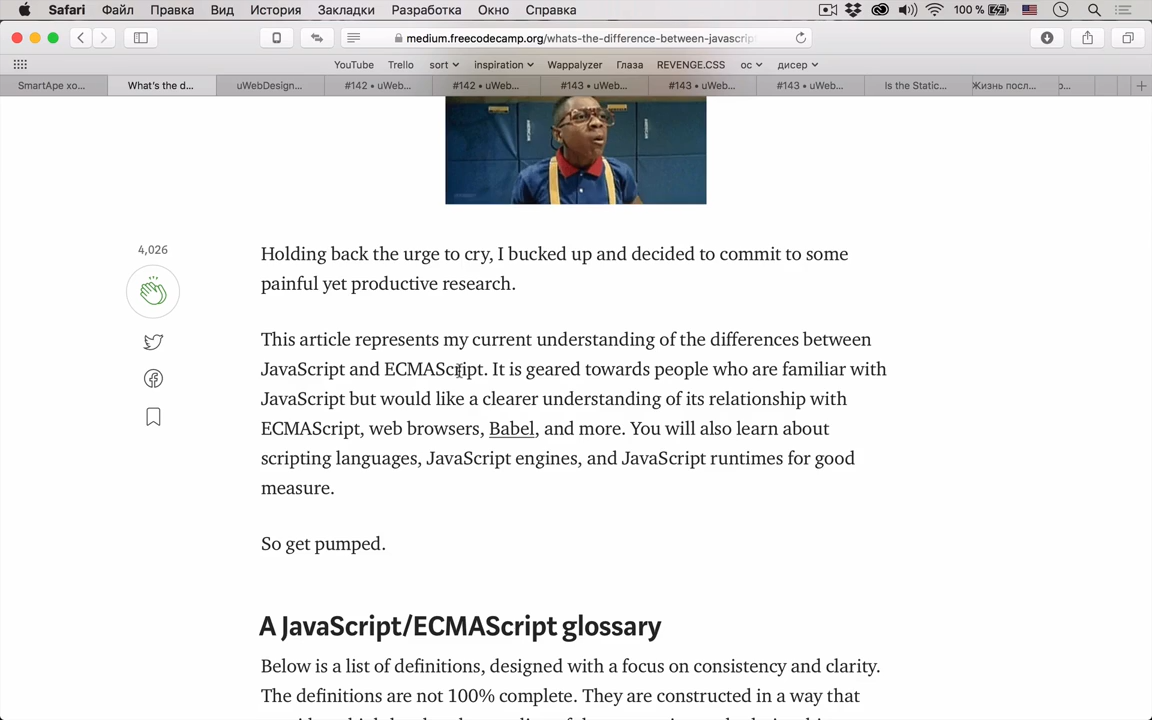 Safari Файл Правка Вид История Закладки Разработка Окно Справка 100 %
medium.freecodecamp.org/whats-the-difference-between-javascrip
YouTube Trello sort inspiration Wappalyzer Глаза REVENGE.CSS ос дисер
SmartApe хо... What's the d... uWebDesign... #142 • uWeb... #142 • uWeb... #143 • uWeb... #143 • uWeb... #143 • uWeb... Is the Static... Жизнь посл...
Holding back the urge to cry, I bucked up and decided to commit to some
painful yet productive research.
4,026
This article represents my current understanding of the differences between
JavaScript and ECMAScript. It is geared towards people who are familiar with
JavaScript but would like a clearer understanding of its relationship with
ECMAScript, web browsers, Babel, and more. You will also learn about
scripting languages, JavaScript engines, and JavaScript runtimes for good
measure.
So get pumped.
A JavaScript/ECMAScript glossary
Below is a list of definitions, designed with a focus on consistency and clarity.
The definitions are not 100% complete. They are constructed in a way that